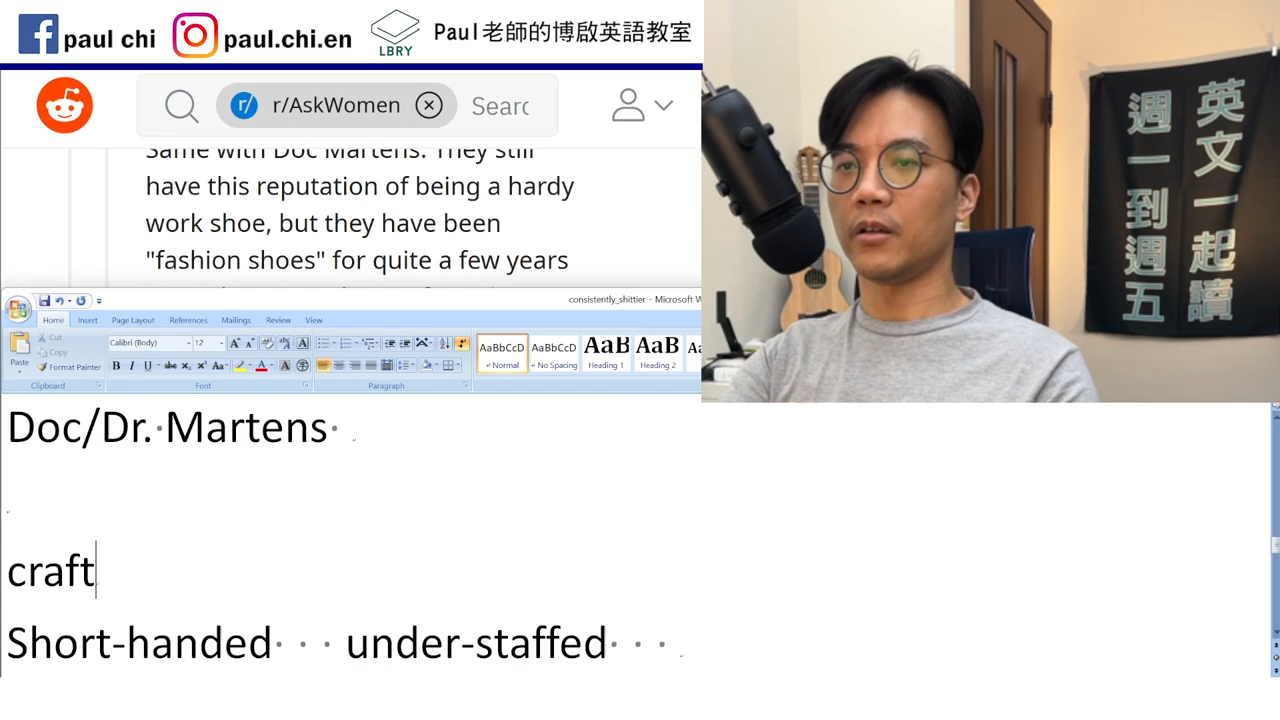 paul chi
paul.chi.en
LBRY
Paul老師的博啟英語教室
r/ r/AskWomen
Searc
Same with Doc Martens. They still
have this reputation of being a hardy
work shoe, but they have been
"fashion shoes" for quite a few years
consistently_shittier - Microsoft W
Home Insert Page Layout References Mailings Review View
Cut
Copy
Paste
Format Painter
Clipboard
Calibri (Body) 12
Font
Paragraph
AaBbCcD AaBbCcD AaB AaB Aa
Normal No Spacing Heading 1 Heading 2
Doc/Dr. Martens
craft
Short-handed under-staffed
英文一起讀
週一到週五